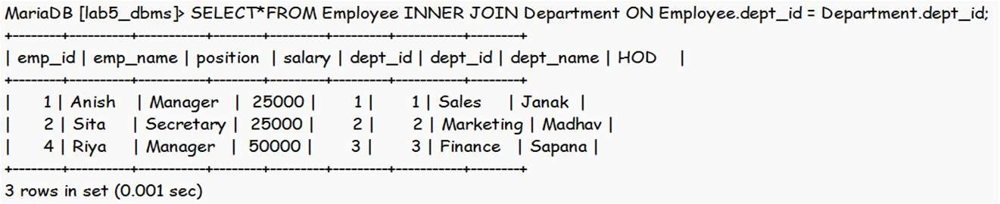 MariaDB [lab5_dbms]> SELECT*FROM Employee INNER JOIN Department ON Employee.dept_id = Department.dept_id;
+--------+-----------+-----------+--------+---------+---------+-----------+--------+
| emp_id | emp_name | position | salary | dept_id | dept_id | dept_name | HOD |
+--------+-----------+-----------+--------+---------+---------+-----------+--------+
| 1 | Anish | Manager | 25000 | 1 | 1 | Sales | Janak |
| 2 | Sita | Secretary | 25000 | 2 | 2 | Marketing | Madhav |
| 4 | Riya | Manager | 50000 | 3 | 3 | Finance | Sapana |
+--------+-----------+-----------+--------+---------+---------+-----------+--------+
3 rows in set (0.001 sec)